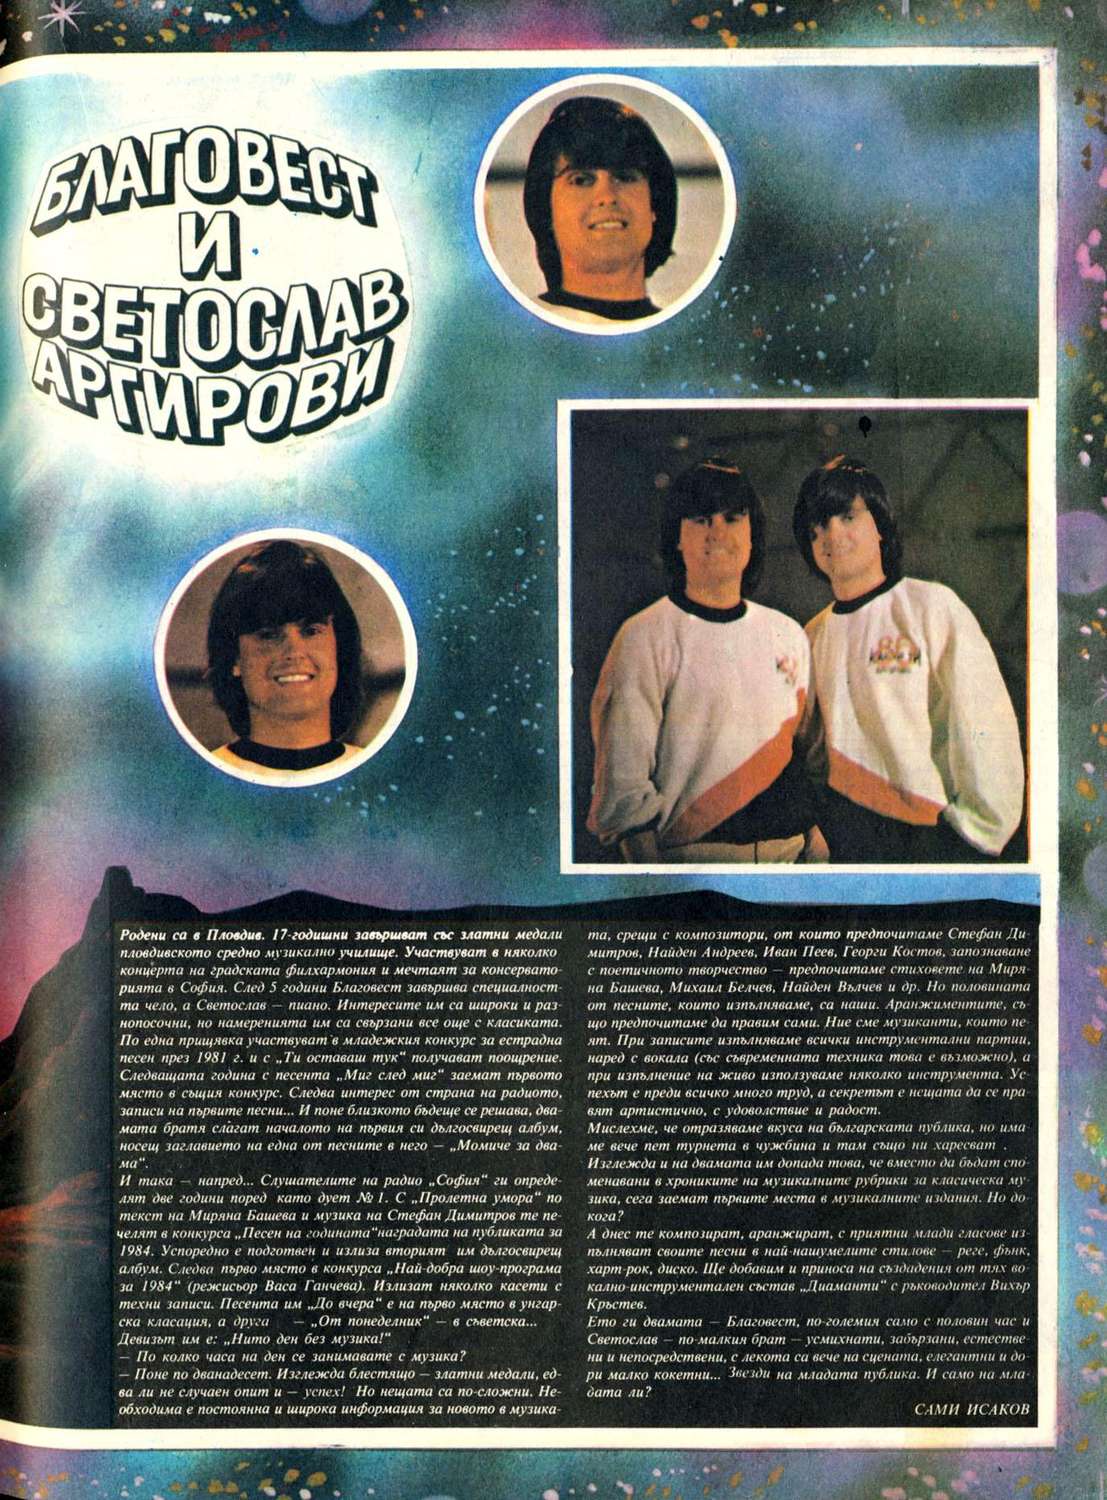 БЛАГОВЕСТ
И
СВЕТОСЛАВ
АРГИРОВИ
Родени са в Пловдив. 17-годишни завършват със златни медали
пловдивското средно музикално училище. Участвуват в няколко
концерта на градската филхармония и мечтаят за консервато-
рията в София. След 5 години Благовест завършва специалност-
та чело, а Светослав — пиано. Интересите им са широки и раз-
нопосочни, но намеренията им са свързани все още с класиката.
По една прищявка участвуват в младежкия конкурс за естрадна
песен през 1981 г. и с „Ти оставаш тук“ получават поощрение.
Следващата година с песента „Миг след миг“ заемат първото
място в същия конкурс. Следва интерес от страна на радиото,
записи на първите песни... И поне близкото бъдеще се решава, два-
мата братя слагат началото на първия си дългосвирещ албум,
носещ заглавието на една от песните в него — „Момиче за два-
ма“.
И така — напред... Слушателите на радио „София“ ги опреде-
лят две години поред като дует №1. С „Пролетна умора“ по
текст на Миряна Башева и музика на Стефан Димитров те пе-
челят в конкурса „Песен на годината“наградата на публиката за
1984. Успоредно е подготвен и излиза вторият им дългосвирещ
албум. Следва първо място в конкурса „Най-добра шоу-програма
за 1984“ (режисьор Васа Ганчева). Излизат няколко касети с
техни записи. Песента им „До вчера“ е на първо място в унгар-
ска класация, а друга — „От понеделник“ — в съветска...
Девизът им е: „Нито ден без музика!“
— По колко часа на ден се занимавате с музика?
— Поне по дванадесет. Изглежда блестящо — златни медали, ед-
ва ли не случаен опит и — успех! Но нещата са по-сложни. Не-
обходима е постоянна и широка информация за новото в музика-
та, срещи с композитори, от които предпочитаме Стефан Ди-
митров, Найден Андреев, Иван Пеев, Георги Костов, запознаване
с поетичното творчество — предпочитаме стиховете на Миря-
на Башева, Михаил Белчев, Найден Вълчев и др. Но половината
от песните, които изпълняваме, са наши. Аранжиментите, съ-
що предпочитаме да правим сами. Ние сме музиканти, които пе-
ят. При записите изпълняваме всички инструментални партии,
наред с вокала (със съвременната техника това е възможно), а
при изпълнение на живо използуваме няколко инструмента. Ус-
пехът е преди всичко много труд, а секретът е нещата да се пра-
вят артистично, с удоволствие и радост.
Мислехме, че отразяваме вкуса на българската публика, но има-
ме вече пет турнета в чужбина и там също ни харесват .
Изглежда и на двамата им допада това, че вместо да бъдат спо-
менавани в хрониките на музикалните рубрики за класическа му-
зика, сега заемат първите места в музикалните издания. Но до-
кога?
А днес те композират, аранжират, с приятни млади гласове из-
пълняват своите песни в най-нашумелите стилове — реге, фънк,
харт-рок, диско. Ще добавим и приноса на създадения от тях во-
кално-инструментален състав „Диаманти“ с ръководител Вихър
Кръстев.
Ето ги двамата — Благовест, по-големия само с половин час и
Светослав — по-малкия брат — усмихнати, забързани, естестве-
ни и непосредствени, с лекота са вече на сцената, елегантни и до-
ри малко кокетни... Звезди на младата публика. И само на мла-
дата ли?
САМИ ИСАКОВ